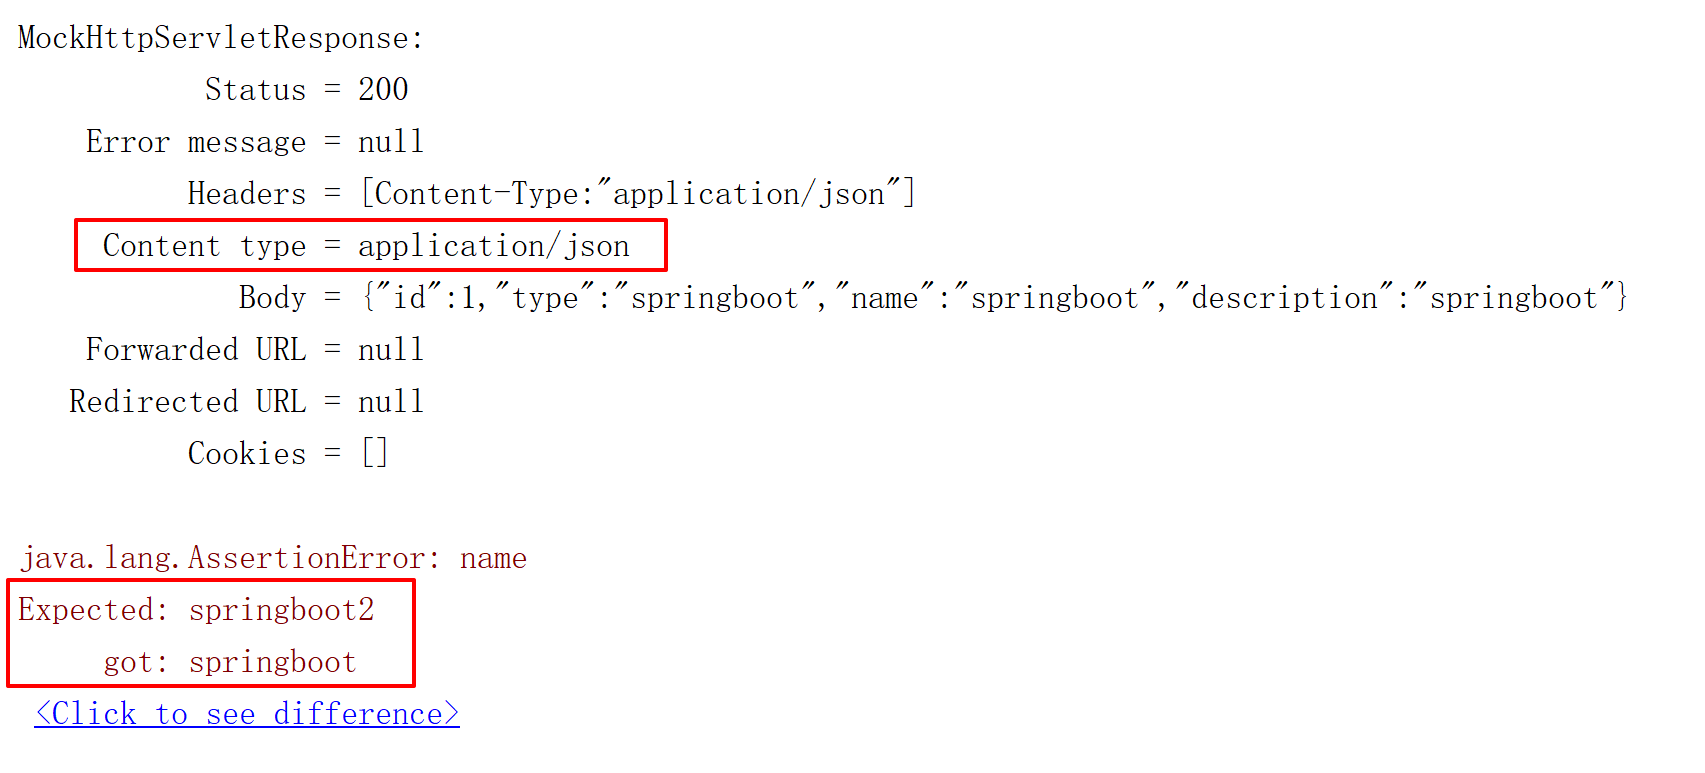 MockHttpServletResponse:
Status = 200
Error message = null
Headers = [Content-Type:"application/json"]
Content type = application/json
Body = {"id":1,"type":"springboot","name":"springboot","description":"springboot"}
Forwarded URL = null
Redirected URL = null
Cookies = []
java.lang.AssertionError: name
Expected: springboot2
got: springboot
<Click to see difference>